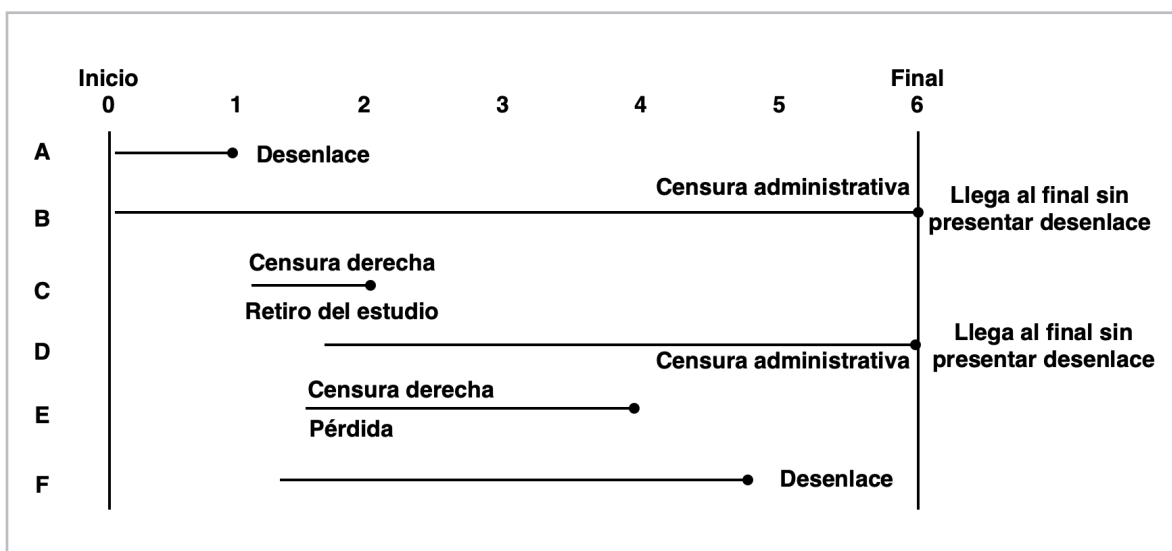 Inicio
Final
0 1 2 3 4 5 6
A
Desenlace
Censura administrativa
B
Llega al final sin
presentar desenlace
Censura derecha
C
Retiro del estudio
D
Censura administrativa
Llega al final sin
presentar desenlace
Censura derecha
E
Pérdida
F
Desenlace